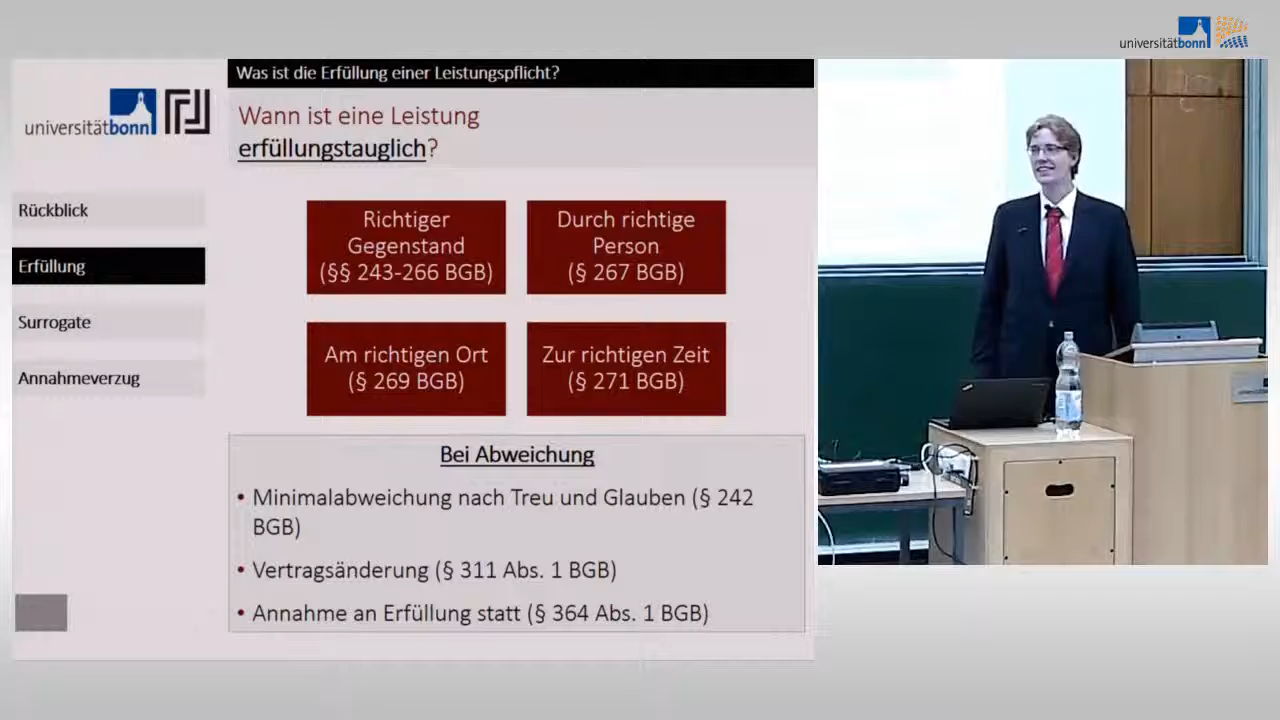 universitätbonn
Was ist die Erfüllung einer Leistungspflicht?
universitätbonn
Wann ist eine Leistung
erfüllungstauglich?
Rückblick
Erfüllung
Surrogate
Annahmeverzug
Richtiger
Gegenstand
(§§ 243-266 BGB)
Durch richtige
Person
(§ 267 BGB)
Am richtigen Ort
(§ 269 BGB)
Zur richtigen Zeit
(§ 271 BGB)
Bei Abweichung
• Minimalabweichung nach Treu und Glauben (§ 242
BGB)
• Vertragsänderung (§ 311 Abs. 1 BGB)
• Annahme an Erfüllung statt (§ 364 Abs. 1 BGB)